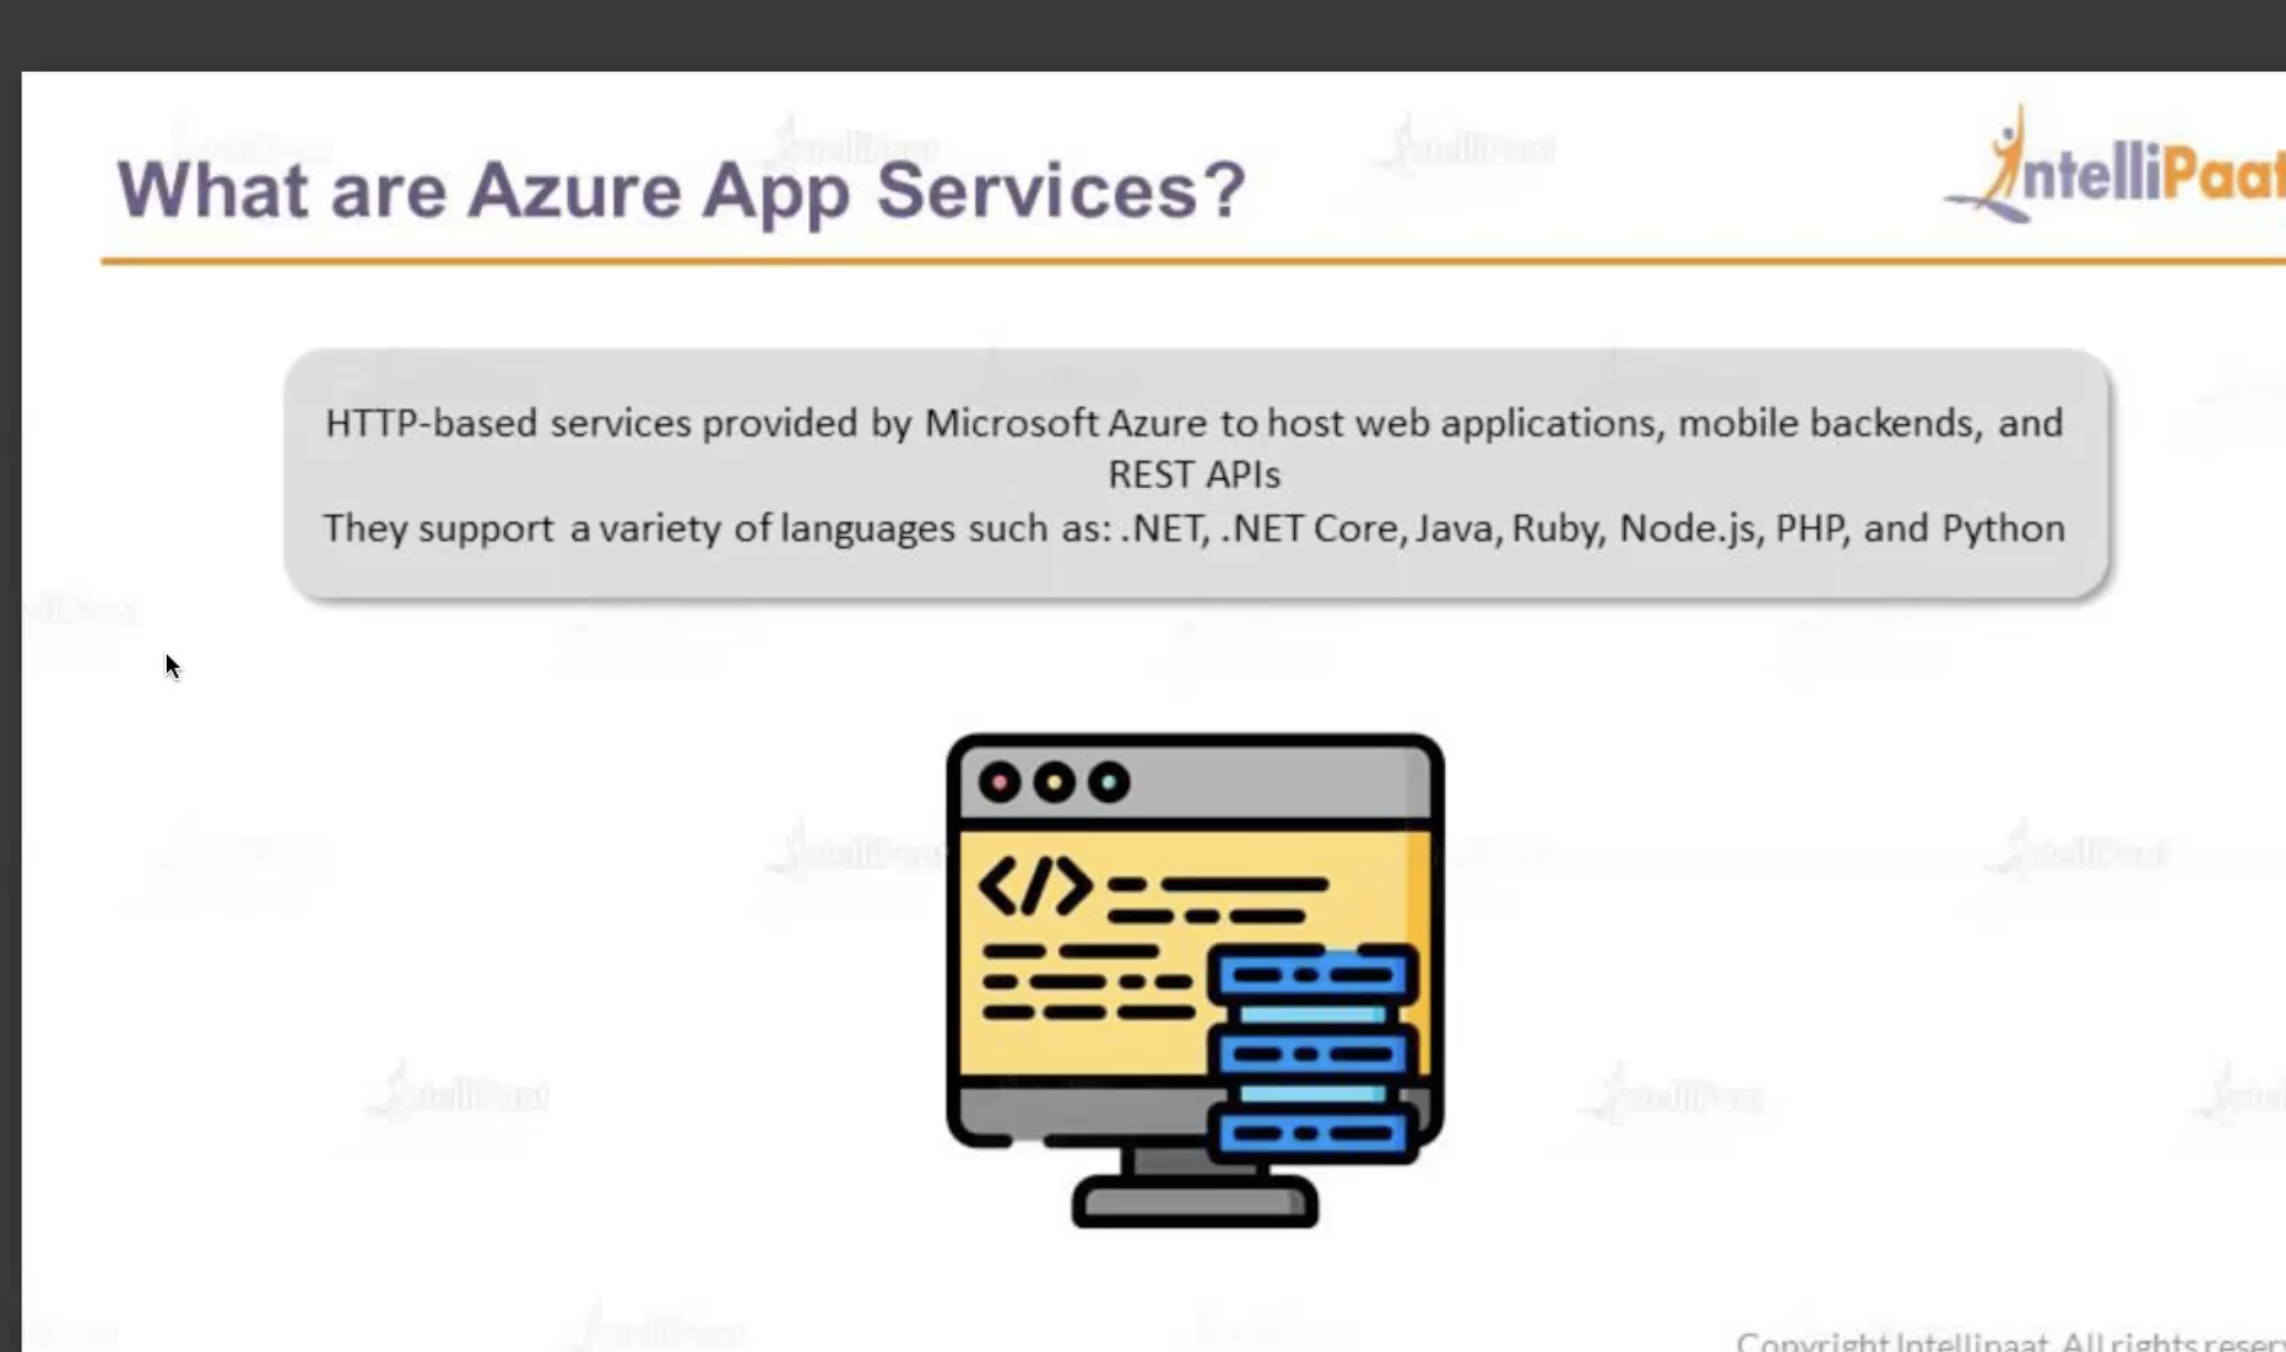 What are Azure App Services?
IntelliPaat
HTTP-based services provided by Microsoft Azure to host web applications, mobile backends, and
REST APIs
They support a variety of languages such as: .NET, .NET Core, Java, Ruby, Node.js, PHP, and Python
</>
Copyright Intellipaat. All rights reser